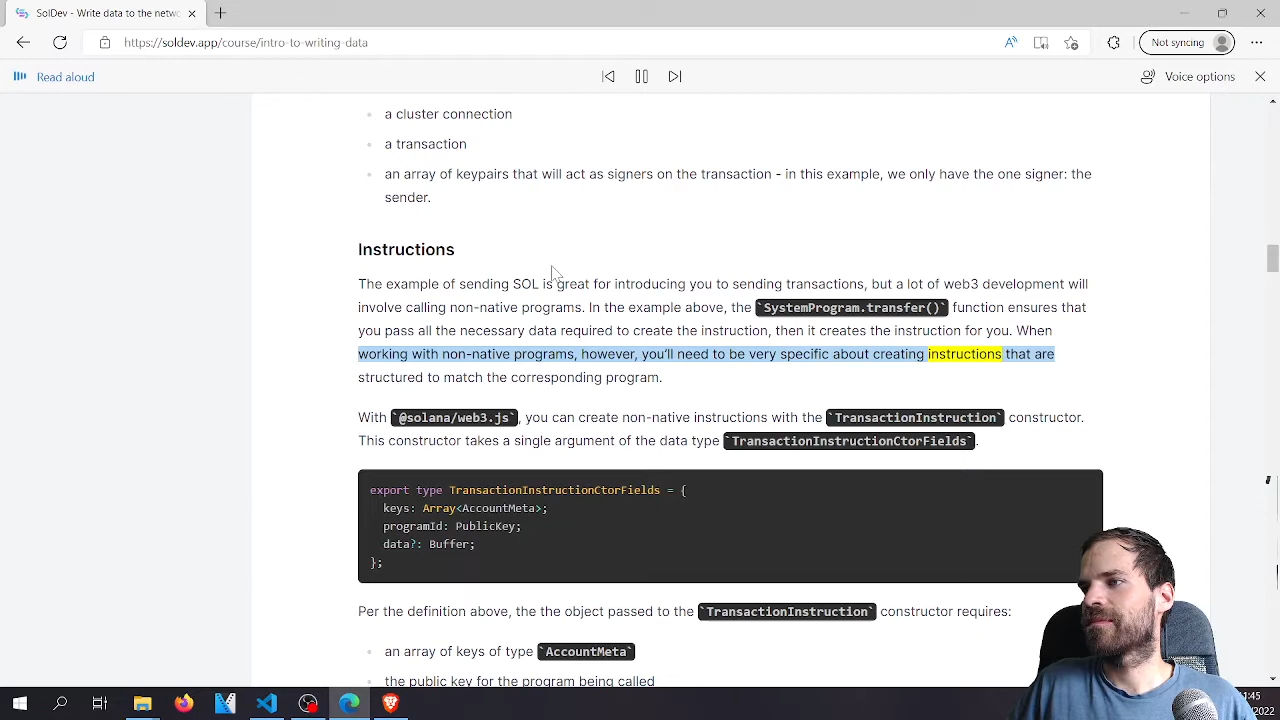 SolDev - Write data to the netwo
https://soldev.app/course/intro-to-writing-data
Not syncing
Read aloud
Voice options
a cluster connection
a transaction
an array of keypairs that will act as signers on the transaction - in this example, we only have the one signer: the
sender.
Instructions
The example of sending SOL is great for introducing you to sending transactions, but a lot of web3 development will
involve calling non-native programs. In the example above, the `SystemProgram.transfer()` function ensures that
you pass all the necessary data required to create the instruction, then it creates the instruction for you. When
working with non-native programs, however, you’ll need to be very specific about creating instructions that are
structured to match the corresponding program.
With `@solana/web3.js`, you can create non-native instructions with the `TransactionInstruction` constructor.
This constructor takes a single argument of the data type `TransactionInstructionCtorFields`.
export type TransactionInstructionCtorFields = {
keys: Array<AccountMeta>;
programId: PublicKey;
data?: Buffer;
};
Per the definition above, the the object passed to the `TransactionInstruction` constructor requires:
an array of keys of type `AccountMeta`
the public key for the program being called
:45
2022